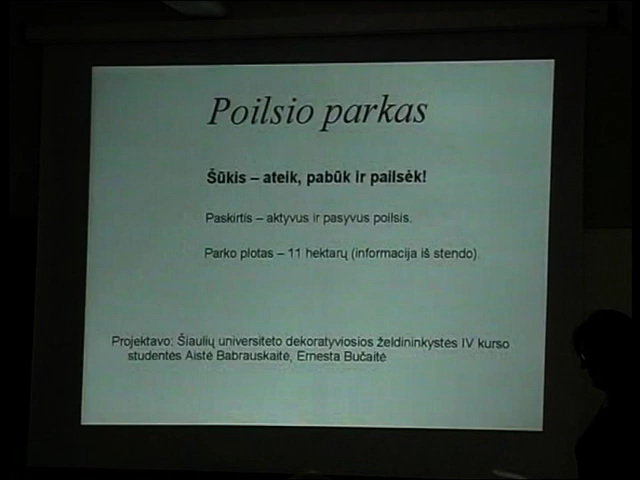 Poilsio parkas
Šūkis – ateik, pabūk ir pailsėk!
Paskirtis – aktyvus ir pasyvus poilsis.
Parko plotas – 11 hektarų (informacija iš stendo)
Projektavo: Šiaulių universiteto dekoratyviosios želdininkystės IV kurso
studentės Aistė Babrauskaitė, Ernesta Bučaitė